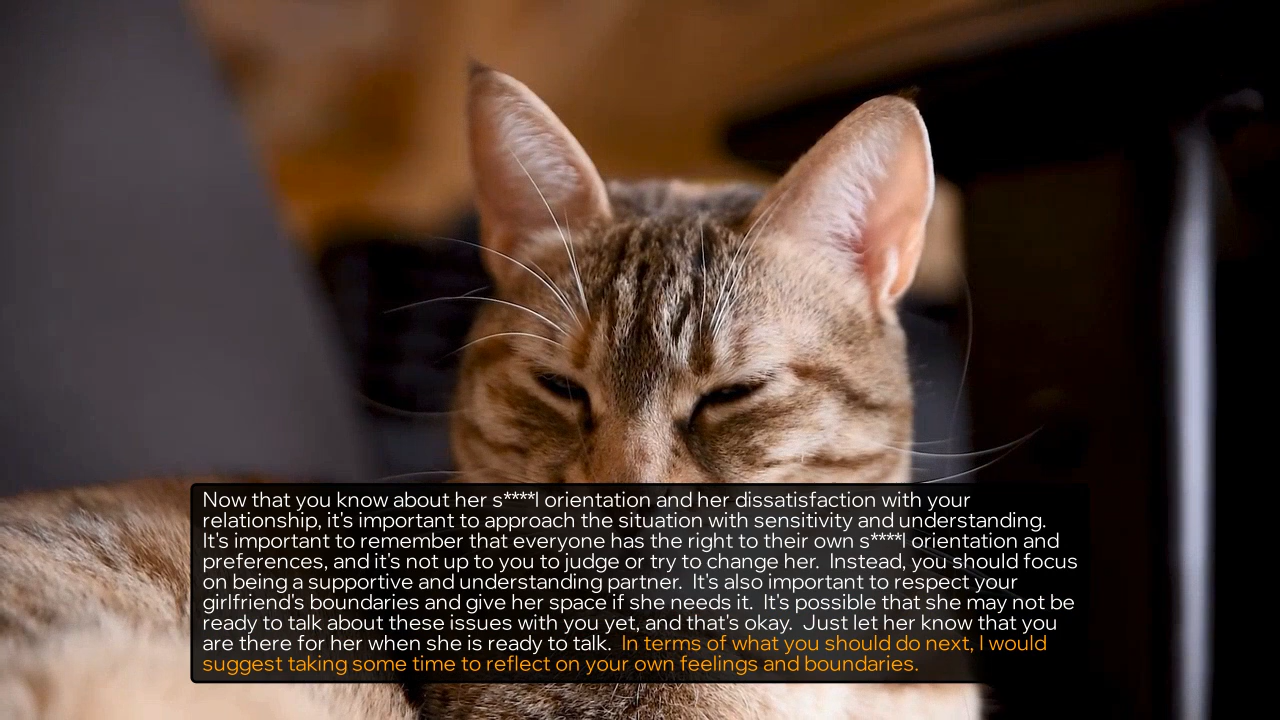 Now that you know about her s****l orientation and her dissatisfaction with your
relationship, it's important to approach the situation with sensitivity and understanding.
It's important to remember that everyone has the right to their own s****l orientation and
preferences, and it's not up to you to judge or try to change her.  Instead, you should focus
on being a supportive and understanding partner.  It's also important to respect your
girlfriend's boundaries and give her space if she needs it.  It's possible that she may not be
ready to talk about these issues with you yet, and that's okay.  Just let her know that you
are there for her when she is ready to talk.  In terms of what you should do next, I would
suggest taking some time to reflect on your own feelings and boundaries.